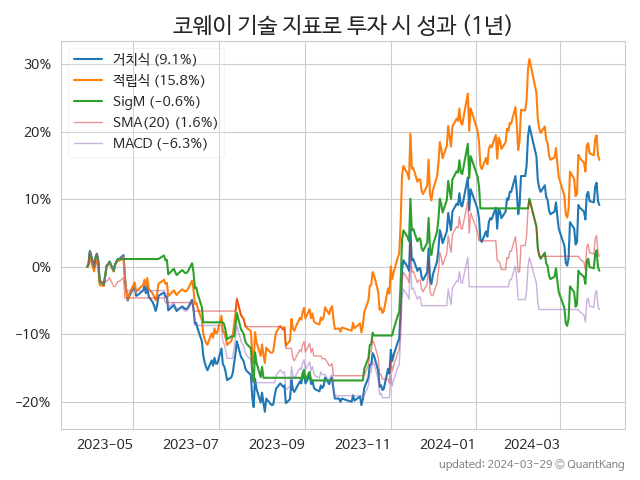 코웨이 기술 지표로 투자 시 성과 (1년)
거치식 (9.1%)
적립식 (15.8%)
SigM (−0.6%)
SMA(20) (1.6%)
MACD (−6.3%)
30%
20%
10%
0%
−10%
−20%
2023-05
2023-07
2023-09
2023-11
2024-01
2024-03
updated: 2024-03-29 © QuantKang